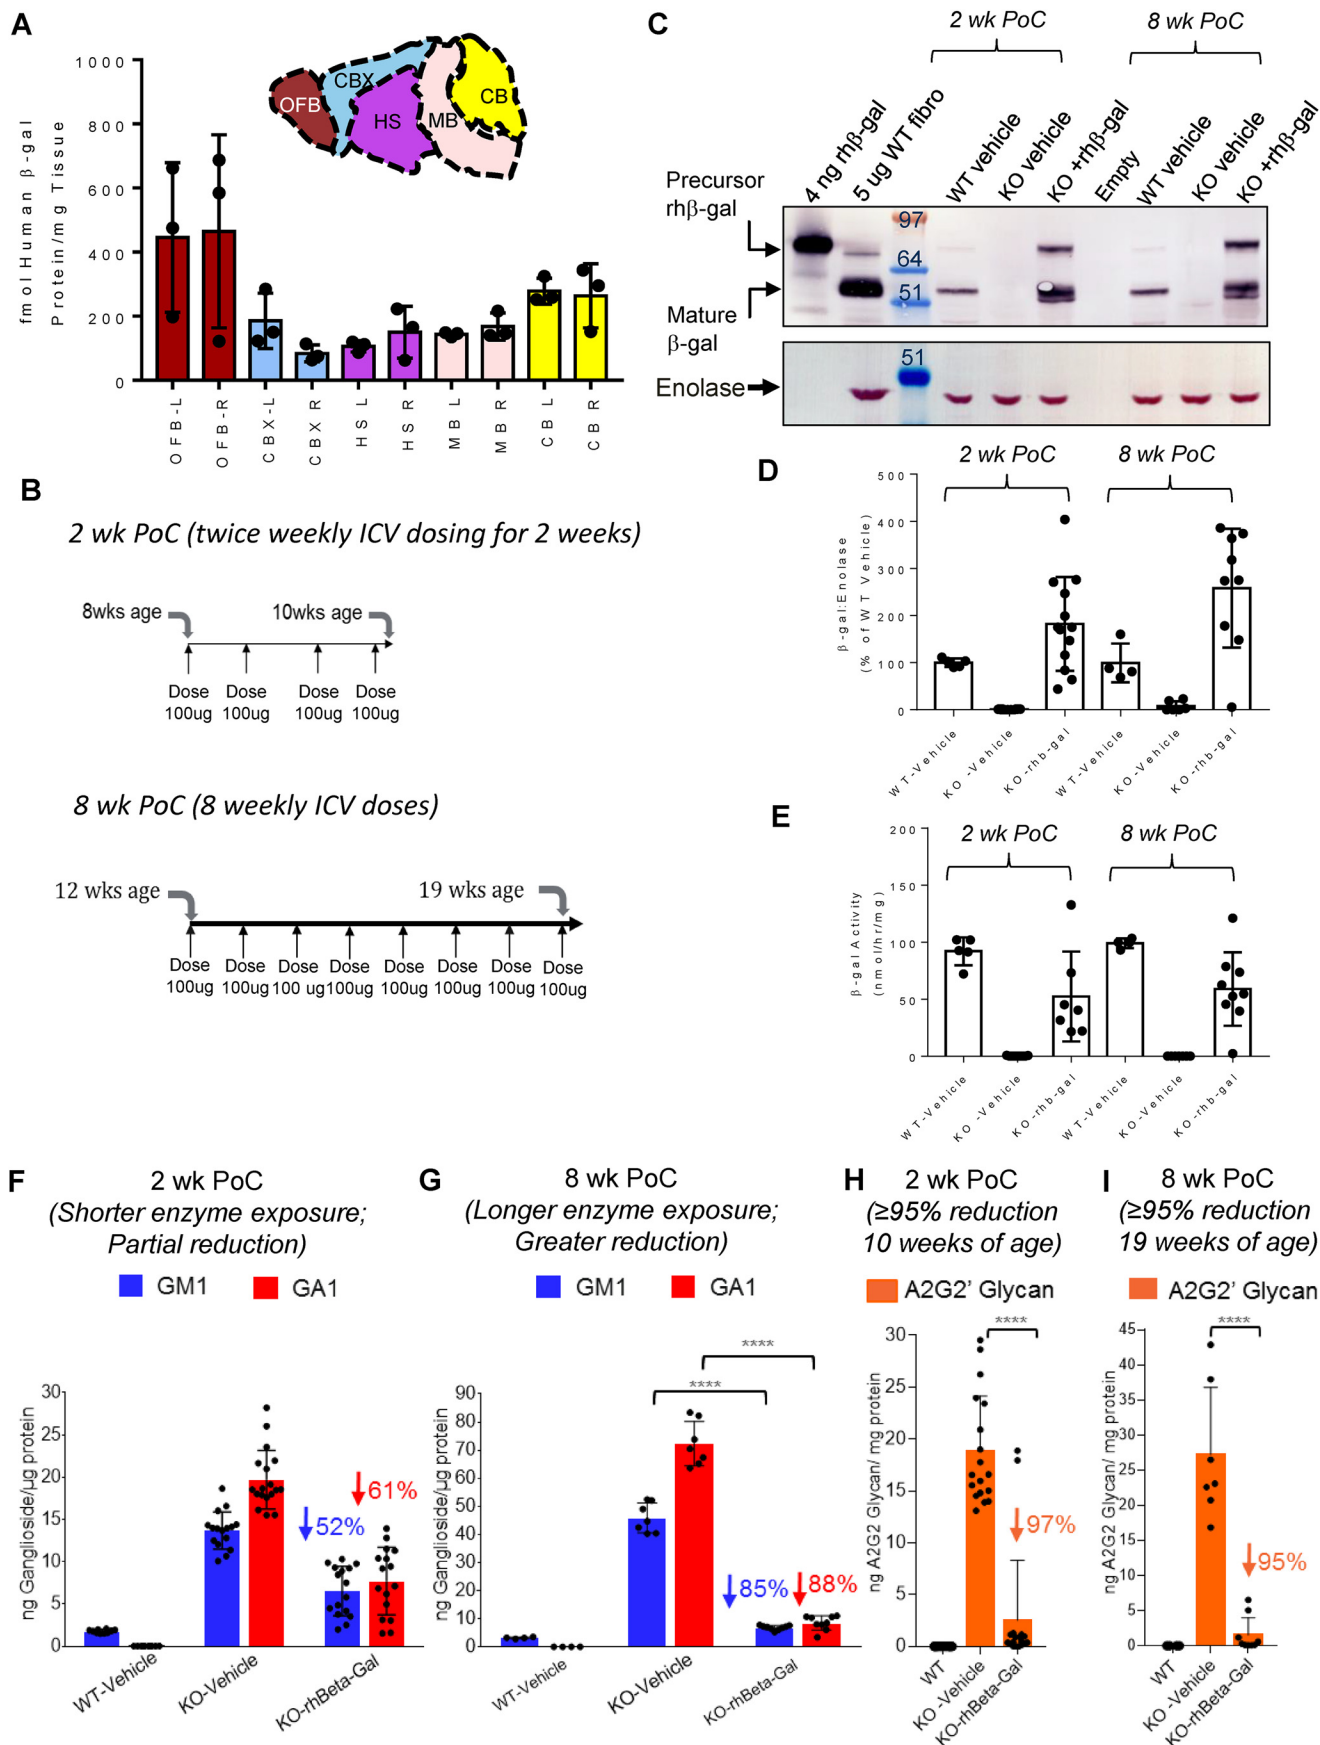 A
1000
800
600
400
200
0
fmol Human β-gal
Protein/mg Tissue
OFB
CBX
HS
MB
CB
OFB-L
OFB-R
CBX-L
CBX R
HS L
HS R
MB L
MB R
CB L
CB R
B
2 wk PoC (twice weekly ICV dosing for 2 weeks)
8wks age
10wks age
Dose Dose Dose Dose
100ug 100ug 100ug 100ug
8 wk PoC (8 weekly ICV doses)
12 wks age
19 wks age
Dose Dose Dose Dose Dose Dose Dose Dose
100ug 100ug 100 ug 100ug 100ug 100ug 100ug 100ug
C
2 wk PoC
8 wk PoC
4 ng rhβ-gal
5 ug WT fibro
WT vehicle
KO vehicle
KO +rhβ-gal
Empty
WT vehicle
KO vehicle
KO +rhβ-gal
Precursor
rhβ-gal
Mature
β-gal
97
64
51
51
Enolase
D
2 wk PoC
8 wk PoC
500
400
300
200
100
0
β-gal:Enolase
(% of WT Vehicle)
WT-Vehicle
KO -Vehicle
KO-rhb-gal
WT-Vehicle
KO-Vehicle
KO-rhb-gal
E
2 wk PoC
8 wk PoC
200
150
100
50
0
β-gal Activity
(nmol/hr/mg)
WT-Vehicle
KO -Vehicle
KO-rhb-gal
WT-Vehicle
KO-Vehicle
KO-rhb-gal
F
2 wk PoC
(Shorter enzyme exposure;
Partial reduction)
GM1
GA1
30
25
20
15
10
5
0
ng Ganglioside/µg protein
52%
61%
WT-Vehicle
KO-Vehicle
KO-rhBeta-Gal
G
8 wk PoC
(Longer enzyme exposure;
Greater reduction)
GM1
GA1
90
80
70
60
50
40
30
20
10
0
ng Ganglioside/µg protein
****
****
85%
88%
WT-Vehicle
KO-Vehicle
KO-rhBeta-Gal
H
2 wk PoC
(≥95% reduction
10 weeks of age)
A2G2' Glycan
30
25
20
15
10
5
0
ng A2G2 Glycan/ mg protein
****
97%
WT
KO -Vehicle
KO-rhBeta-Gal
I
8 wk PoC
(≥95% reduction
19 weeks of age)
A2G2' Glycan
45
40
35
30
25
20
15
10
5
0
ng A2G2 Glycan/ mg protein
****
95%
WT
KO -Vehicle
KO-rhBeta-Gal